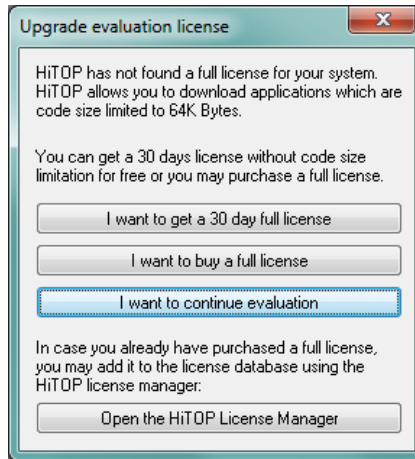 Upgrade evaluation license
HiTOP has not found a full license for your system.
HiTOP allows you to download applications which are
code size limited to 64K Bytes.
You can get a 30 days license without code size
limitation for free or you may purchase a full license.
I want to get a 30 day full license
I want to buy a full license
I want to continue evaluation
In case you already have purchased a full license,
you may add it to the license database using the
HiTOP license manager:
Open the HiTOP License Manager